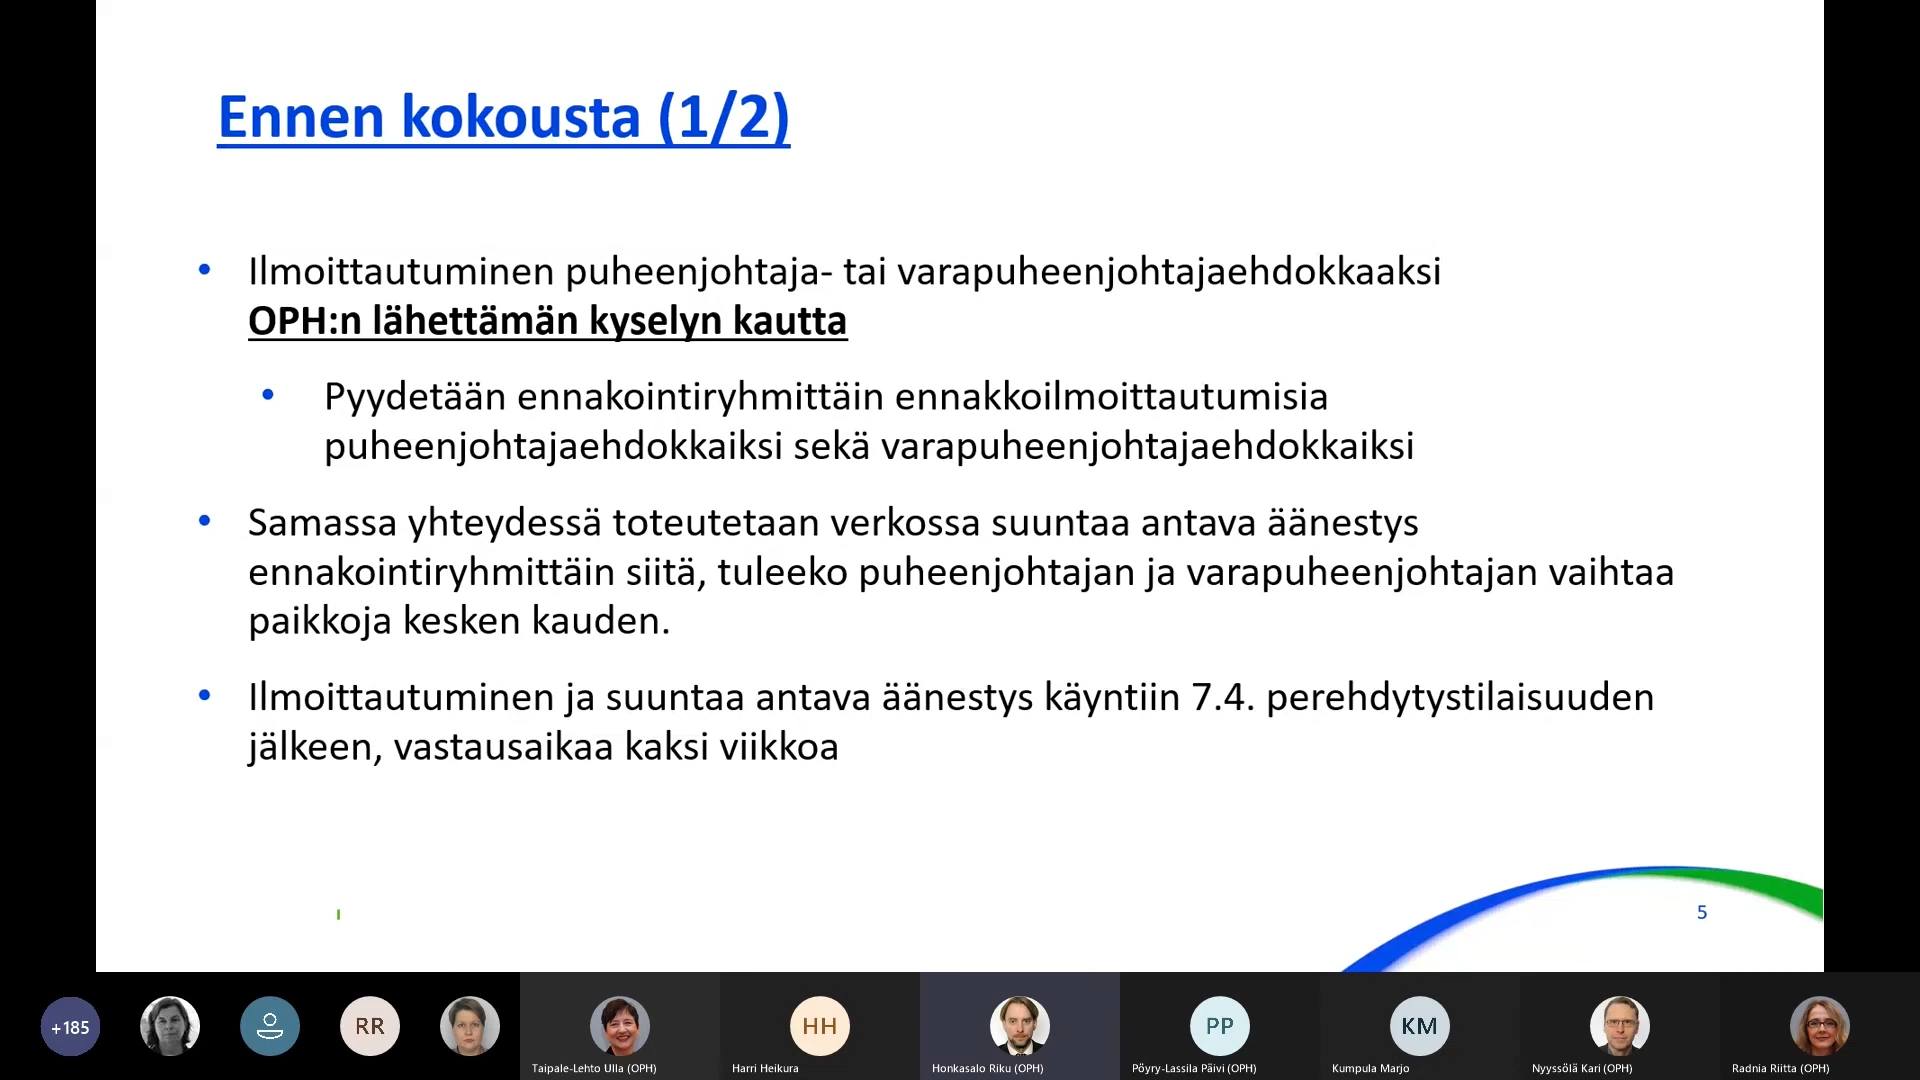 Ennen kokousta (1/2)
• Ilmoittautuminen puheenjohtaja- tai varapuheenjohtajaehdokkaaksi
OPH:n lähettämän kyselyn kautta
• Pyydetään ennakointiryhmittäin ennakkoilmoittautumisia
puheenjohtajaehdokkaiksi sekä varapuheenjohtajaehdokkaiksi
• Samassa yhteydessä toteutetaan verkossa suuntaa antava äänestys
ennakointiryhmittäin siitä, tuleeko puheenjohtajan ja varapuheenjohtajan vaihtaa
paikkoja kesken kauden.
• Ilmoittautuminen ja suuntaa antava äänestys käyntiin 7.4. perehdytystilaisuuden
jälkeen, vastausaikaa kaksi viikkoa
5
+185
RR
HH
PP
KM
Taipale-Lehto Ulla (OPH)
Harri Heikura
Honkasalo Riku (OPH)
Pöyry-Lassila Päivi (OPH)
Kumpula Marjo
Nyyssölä Kari (OPH)
Radnia Riitta (OPH)